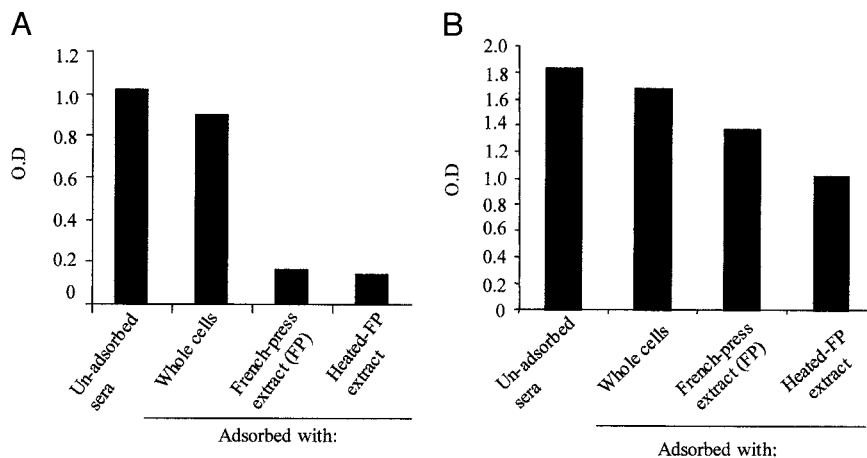 A
1.2
1.0
0.8
0.6
0.4
0.2
0
O.D
Un-adsorbed
sera
Whole cells
French-press
extract (FP)
Heated-FP
extract
Adsorbed with:
B
2.0
1.8
1.6
1.4
1.2
1.0
0.8
0.6
0.4
0.2
0
O.D
Un-adsorbed
sera
Whole cells
French-press
extract (FP)
Heated-FP
extract
Adsorbed with: